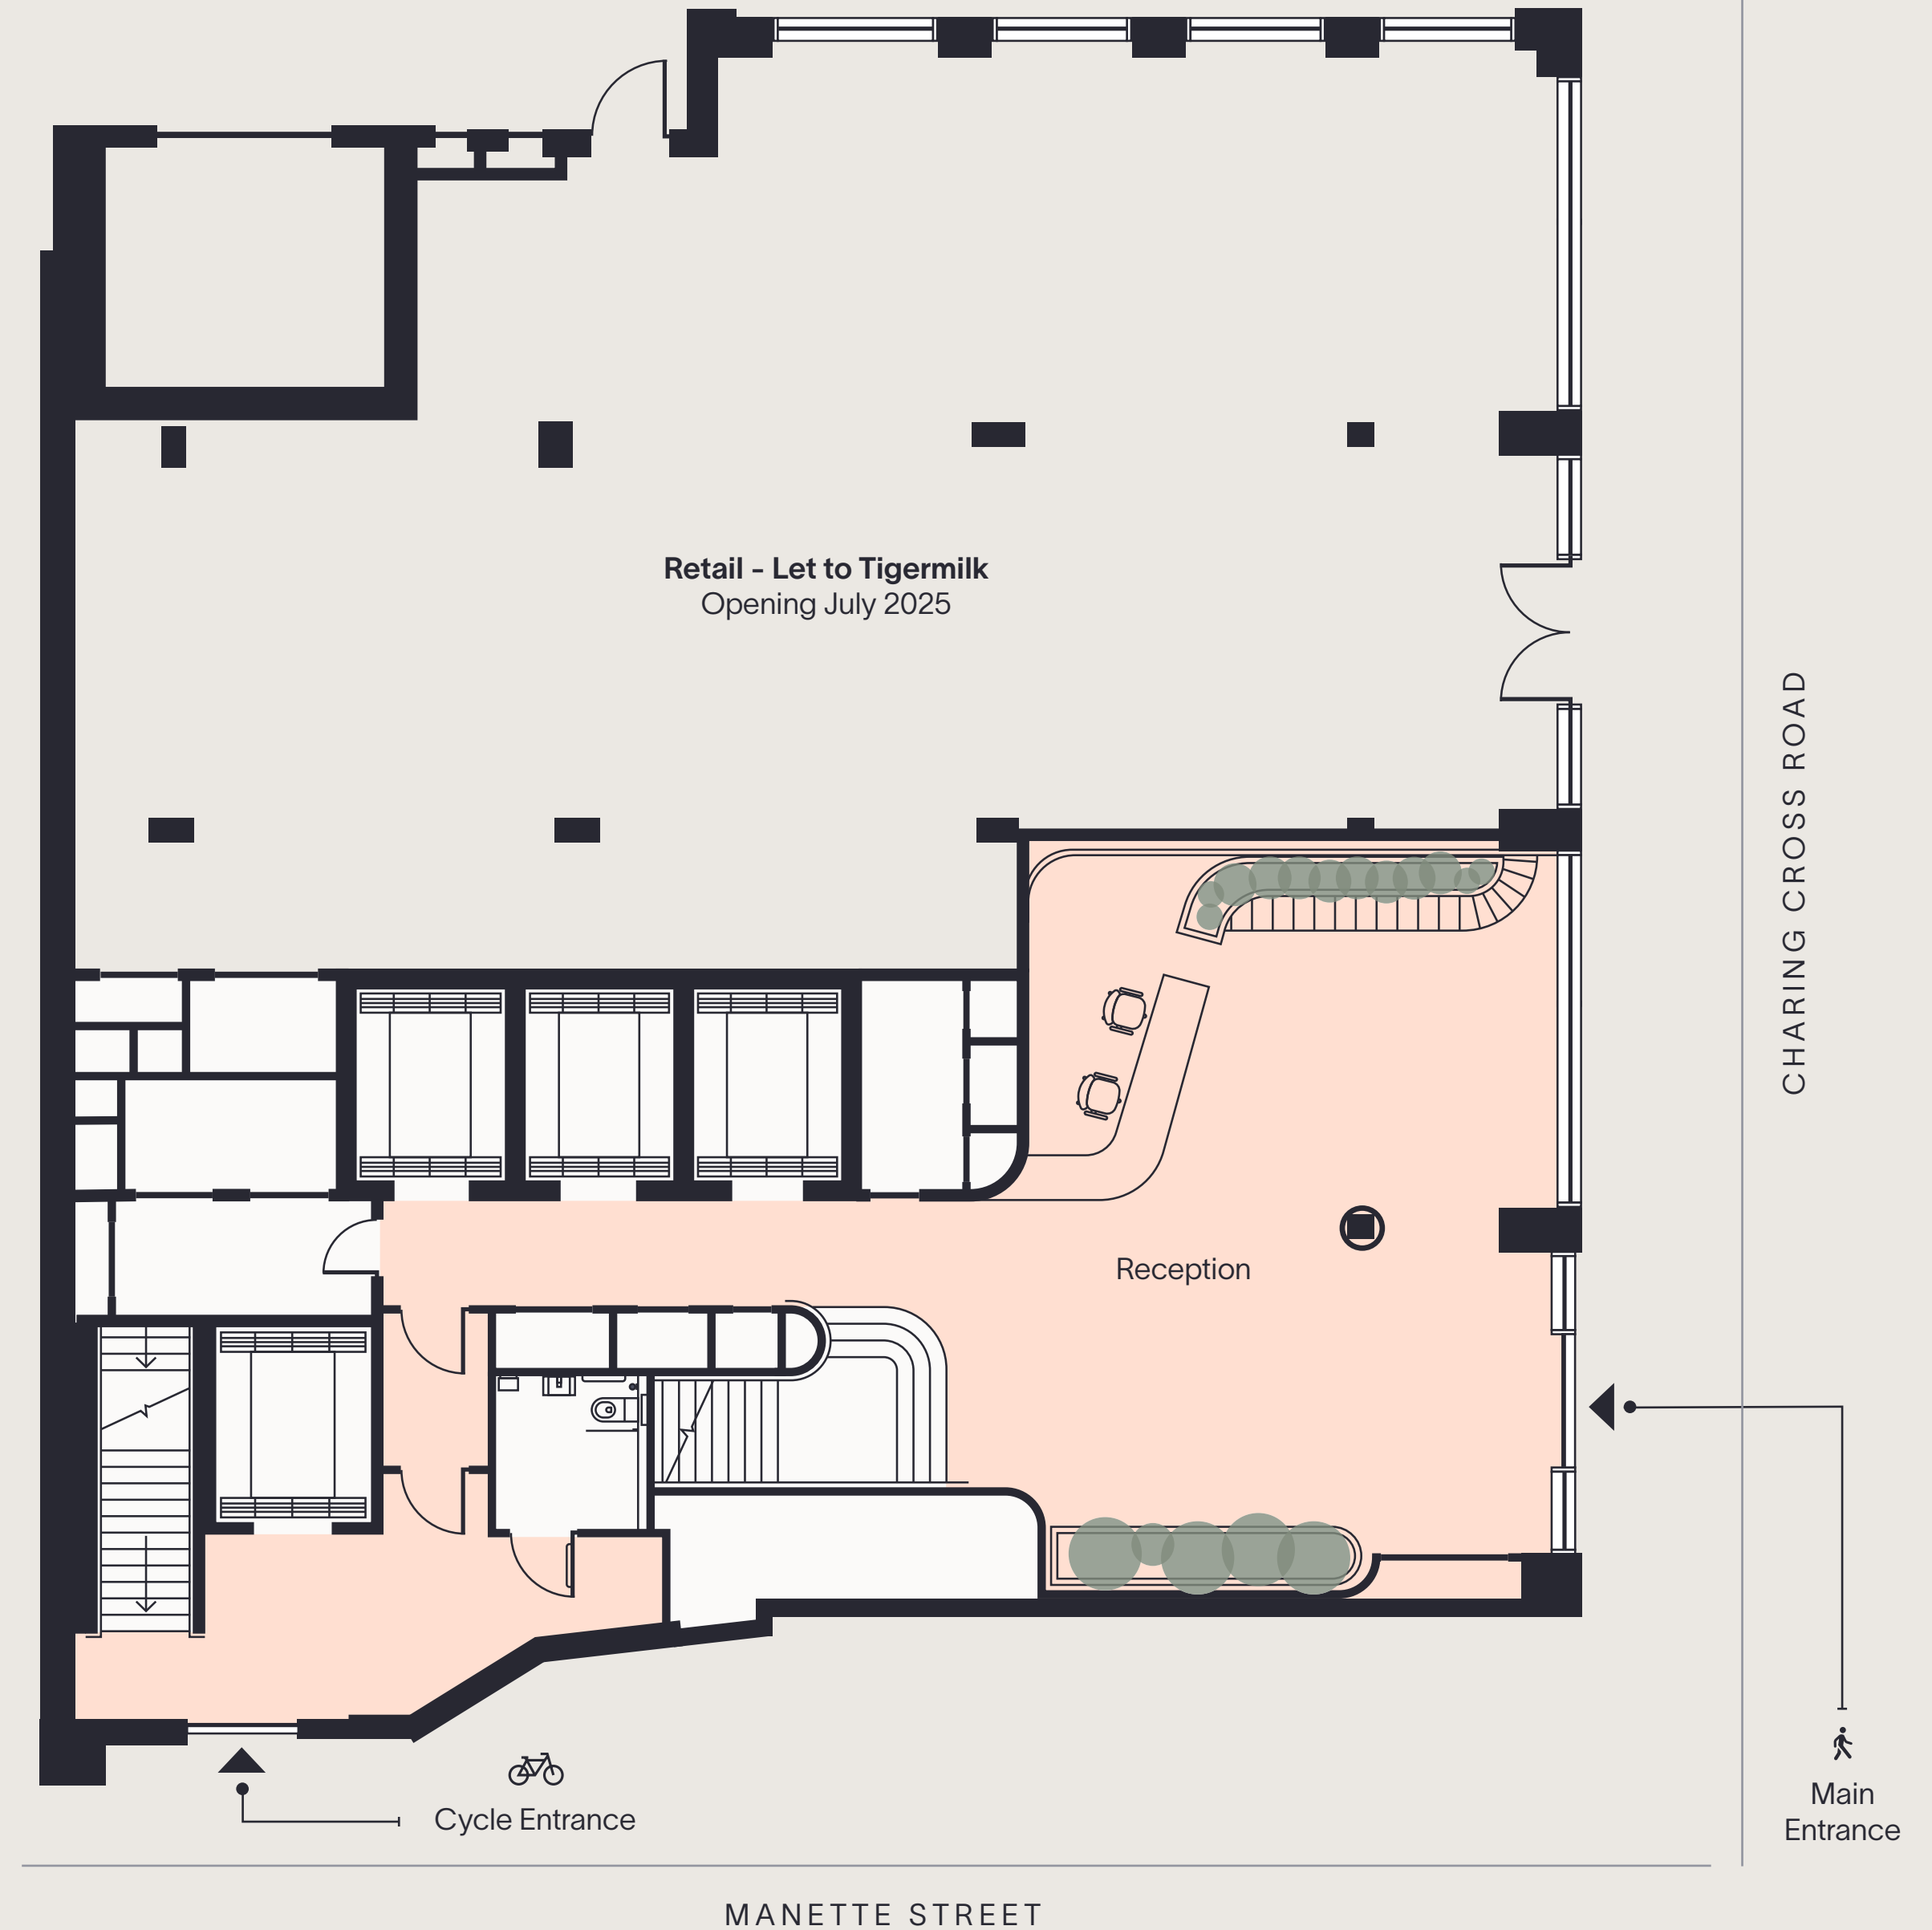 Retail - Let to Tigermilk
Opening July 2025
CHARING CROSS ROAD
Reception
Main
Entrance
Cycle Entrance
MANETTE STREET